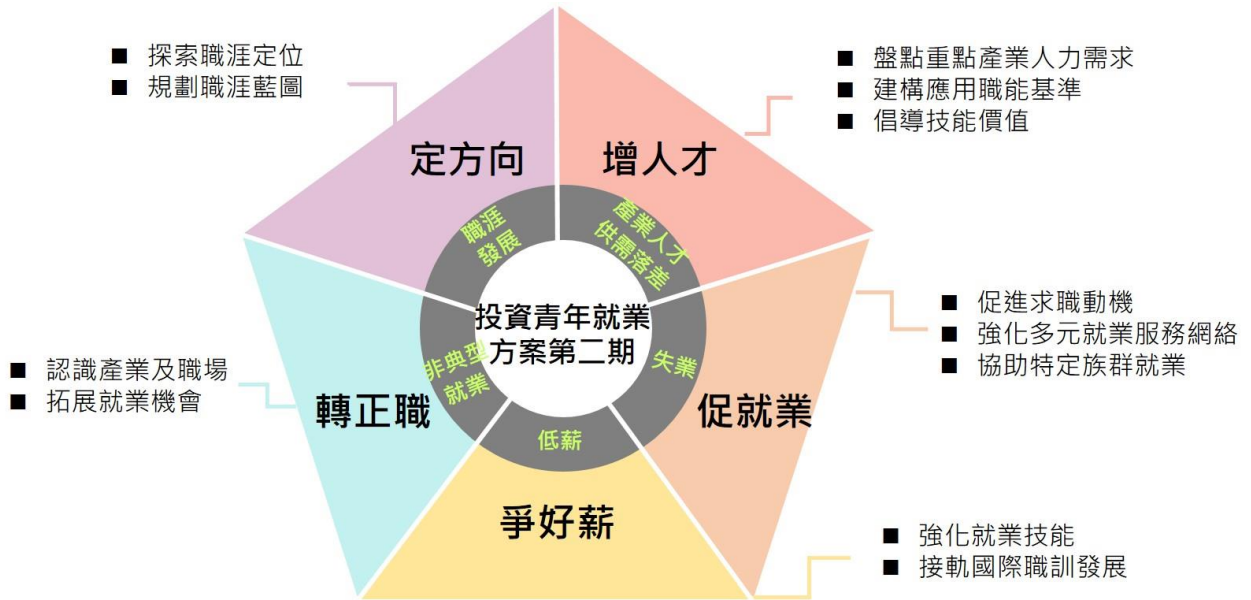 ■ 探索職涯定位
■ 規劃職涯藍圖
■ 盤點重點產業人力需求
■ 建構應用職能基準
■ 倡導技能價值
定方向
增人才
職涯
發展
產業人才
供需落差
投資青年就業
方案第二期
■ 促進求職動機
■ 強化多元就業服務網絡
■ 協助特定族群就業
失業
促就業
■ 認識產業及職場
■ 拓展就業機會
非典型
就業
轉正職
低薪
爭好薪
■ 強化就業技能
■ 接軌國際職訓發展